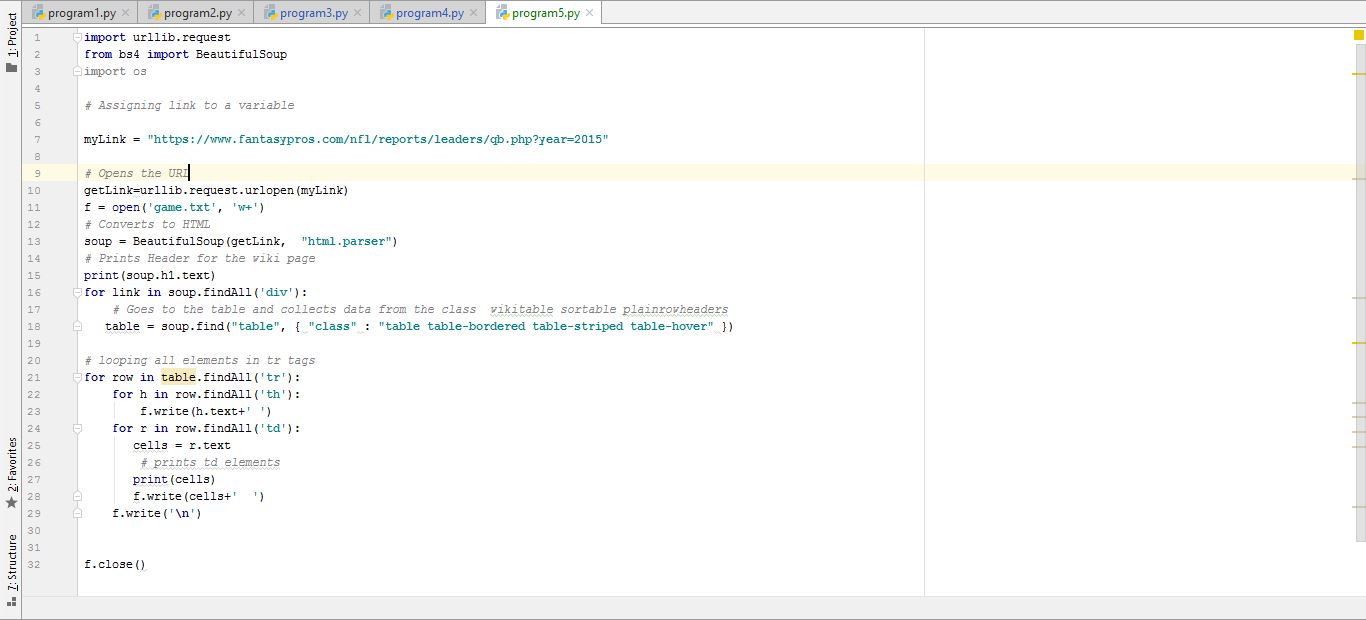 program1.py
program2.py
program3.py
program4.py
program5.py
1: Project
2: Favorites
7: Structure
1 import urllib.request
2 from bs4 import BeautifulSoup
3 import os
4
5 # Assigning link to a variable
6
7 myLink = "https://www.fantasypros.com/nfl/reports/leaders/qb.php?year=2015"
8
9 # Opens the URL
10 getLink=urllib.request.urlopen(myLink)
11 f = open('game.txt', 'w+')
12 # Converts to HTML
13 soup = BeautifulSoup(getLink,  "html.parser")
14 # Prints Header for the wiki page
15 print(soup.h1.text)
16 for link in soup.findAll('div'):
17     # Goes to the table and collects data from the class  wikitable sortable plainrowheaders
18    table = soup.find("table", { "class" : "table table-bordered table-striped table-hover" })
19
20 # looping all elements in tr tags
21 for row in table.findAll('tr'):
22     for h in row.findAll('th'):
23         f.write(h.text+' ')
24     for r in row.findAll('td'):
25        cells = r.text
26         # prints td elements
27        print(cells)
28        f.write(cells+'  ')
29     f.write('\n')
30
31
32 f.close()